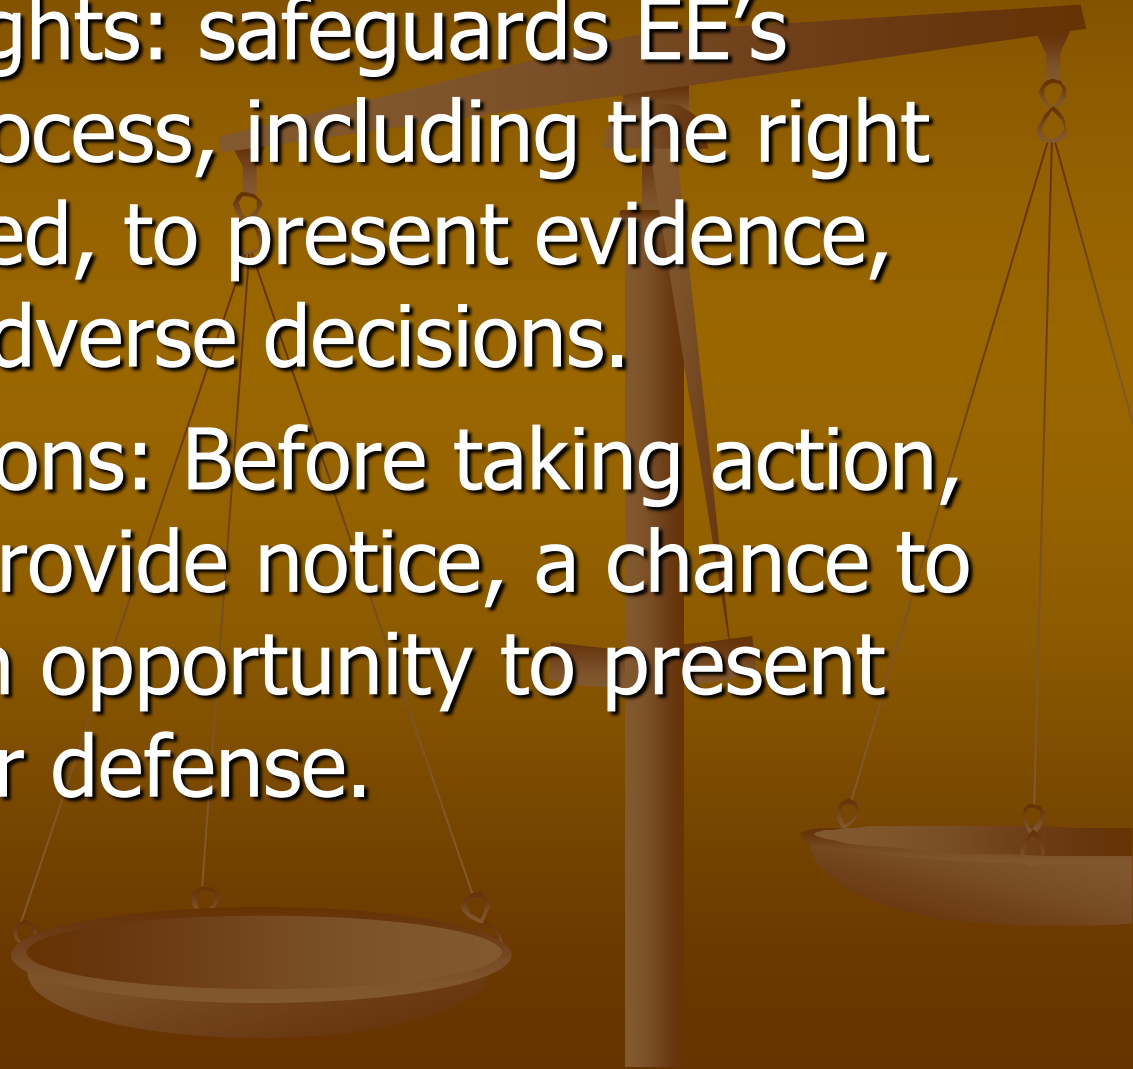 ghts: safeguards EE’s
ocess, including the right
ed, to present evidence,
dverse decisions.
ons: Before taking action,
rovide notice, a chance to
n opportunity to present
r defense.